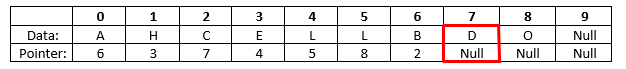 0 1 2 3 4 5 6 7 8 9
Data: A H C E L L B D O Null
Pointer: 6 3 7 4 5 8 2 Null Null Null